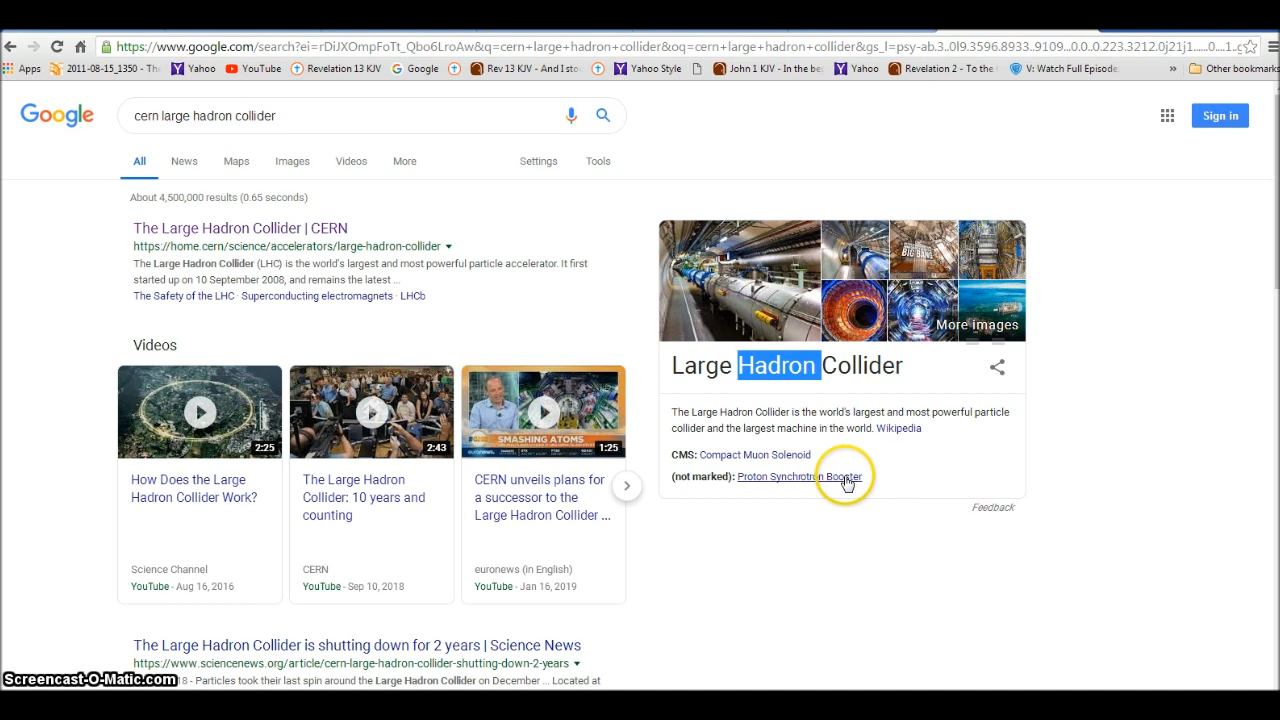 https://www.google.com/search?ei=rDiJXOmpFoTt_Qbo6LroAw&q=cern+large+hadron+collider&oq=cern+large+hadron+collider&gs_l=psy-ab.3.0l9.3596.8933..9109...0.0..0.223.3212.0j21j1......0....1..g
Apps
2011-08-15_1350 - The
Yahoo
YouTube
Revelation 13 KJV
Google
Rev 13 KJV - And I sto
Yahoo Style
John 1 KJV - In the be
Yahoo
Revelation 2 - To the
V: Watch Full Episode
»
Other bookmarks
Google
cern large hadron collider
Sign in
All
News
Maps
Images
Videos
More
Settings
Tools
About 4,500,000 results (0.65 seconds)
The Large Hadron Collider | CERN
https://home.cern/science/accelerators/large-hadron-collider
The Large Hadron Collider (LHC) is the world's largest and most powerful particle accelerator. It first
started up on 10 September 2008, and remains the latest ...
The Safety of the LHC · Superconducting electromagnets · LHCb
Videos
2:25
How Does the Large
Hadron Collider Work?
Science Channel
YouTube - Aug 16, 2016
2:43
The Large Hadron
Collider: 10 years and
counting
CERN
YouTube - Sep 10, 2018
SMASHING ATOMS
1:25
CERN unveils plans for
a successor to the
Large Hadron Collider ...
euronews (in English)
YouTube - Jan 16, 2019
The Large Hadron Collider is shutting down for 2 years | Science News
https://www.sciencenews.org/article/cern-large-hadron-collider-shutting-down-2-years
18 - Particles took their last spin around the Large Hadron Collider on December ... Located at
BIG BANG
More images
Large Hadron Collider
The Large Hadron Collider is the world's largest and most powerful particle
collider and the largest machine in the world. Wikipedia
CMS: Compact Muon Solenoid
(not marked): Proton Synchrotron Booster
Feedback
Screencast-O-Matic.com